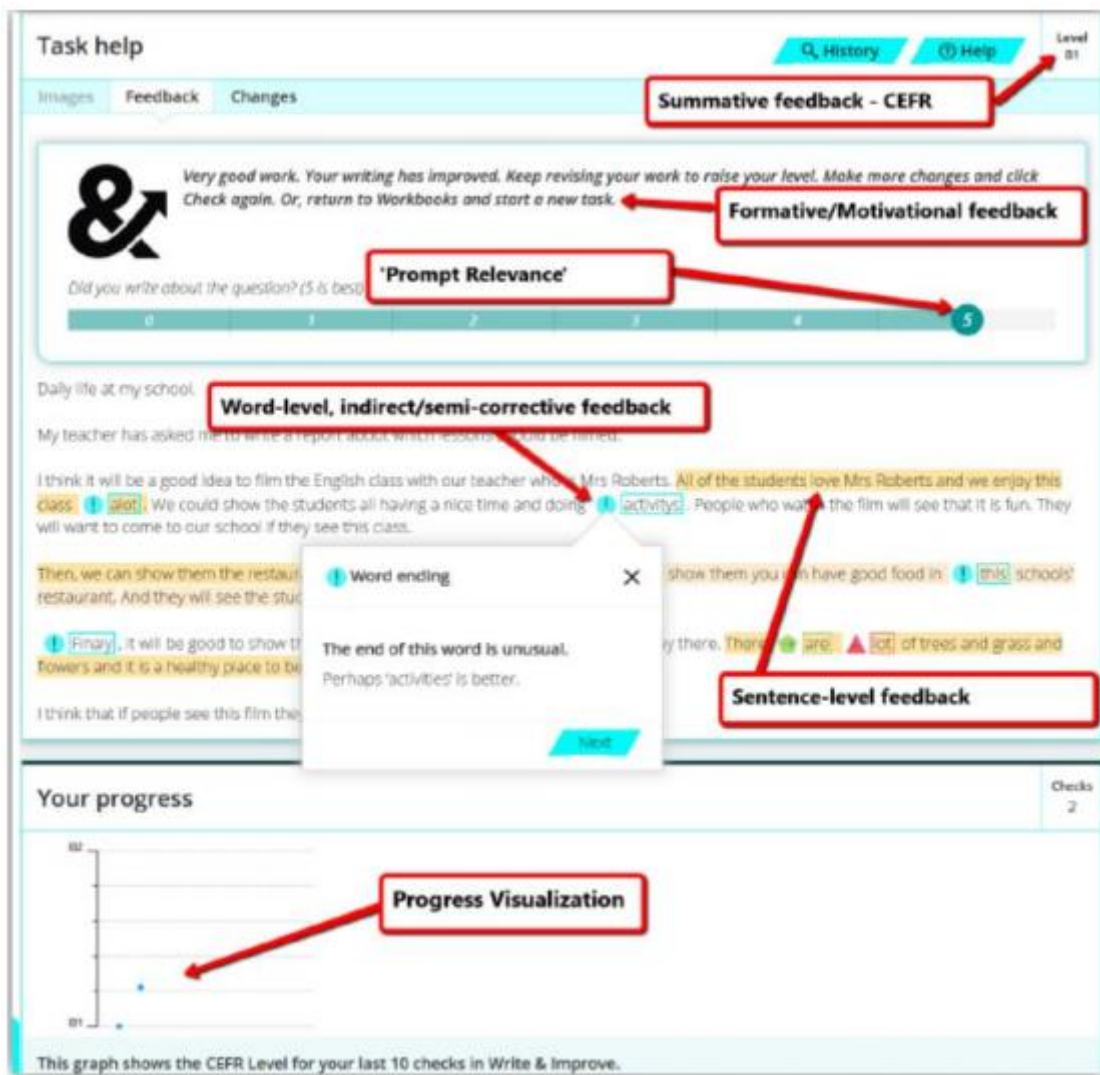 Task help
History
Help
Level
B1
Images Feedback Changes
Summative feedback - CEFR
&
Very good work. Your writing has improved. Keep revising your work to raise your level. Make more changes and click
Check again. Or, return to Workbooks and start a new task.
Formative/Motivational feedback
'Prompt Relevance'
Did you write about the question? (5 is best)
0 1 2 3 4 5
Daily life at my school.
Word-level, indirect/semi-corrective feedback
My teacher has asked me to write a report about which lessons should be filmed.
I think it will be a good idea to film the English class with our teacher who Mrs Roberts. All of the students love Mrs Roberts and we enjoy this
class ! alot. We could show the students all having a nice time and doing ! activitys. People who the film will see that it is fun. They
will want to come to our school if they see this class.
Then, we can show them the show them you can have good food in ! this schools'
restaurant. And they will see the
! Finary, it will be good to show there. are lot of trees and grass and
flowers and it is a healthy place to
! Word ending X
The end of this word is unusual.
Perhaps 'activities' is better.
Next
Sentence-level feedback
I think that if people see this film
Your progress
Checks
2
B2
Progress Visualization
B1
This graph shows the CEFR Level for your last 10 checks in Write & Improve.